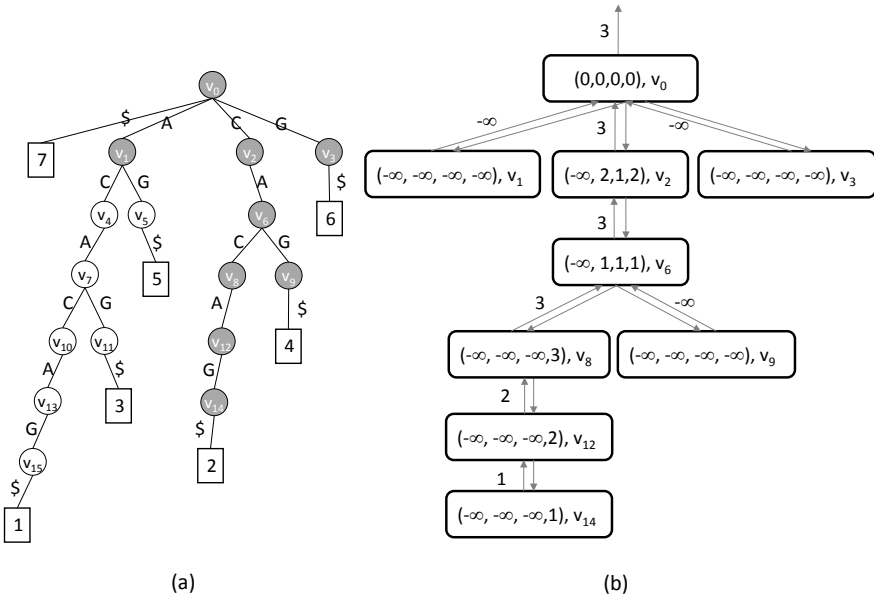 v₀
$ A C G
7 v₁ v₂ v₃
C G A $
v₄ v₅ v₆ 6
A $ C G
v₇ 5 v₈ v₉
C G A $
v₁₀ v₁₁ v₁₂ 4
A $ G
v₁₃ 3 v₁₄
G $
v₁₅ 2
$
1
(a)
3
(0,0,0,0), v₀
-∞ 3 -∞
(-∞, -∞, -∞, -∞), v₁ (-∞, 2,1,2), v₂ (-∞, -∞, -∞, -∞), v₃
3
(-∞, 1,1,1), v₆
3 -∞
(-∞, -∞, -∞,3), v₈ (-∞, -∞, -∞, -∞), v₉
2
(-∞, -∞, -∞,2), v₁₂
1
(-∞, -∞, -∞,1), v₁₄
(b)